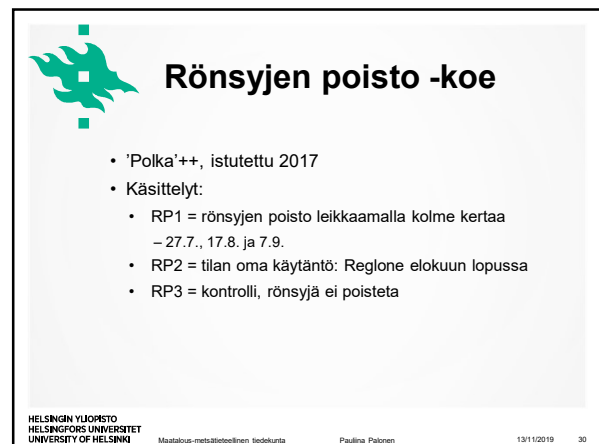 Rönsyjen poisto -koe
• ’Polka’++, istutettu 2017
• Käsittelyt:
• RP1 = rönsyjen poisto leikkaamalla kolme kertaa
– 27.7., 17.8. ja 7.9.
• RP2 = tilan oma käytäntö: Reglone elokuun lopussa
• RP3 = kontrolli, rönsyjä ei poisteta
HELSINGIN YLIOPISTO
HELSINGFORS UNIVERSITET
UNIVERSITY OF HELSINKI
Maatalous-metsätieteellinen tiedekunta Pauliina Palonen 13/11/2019 30